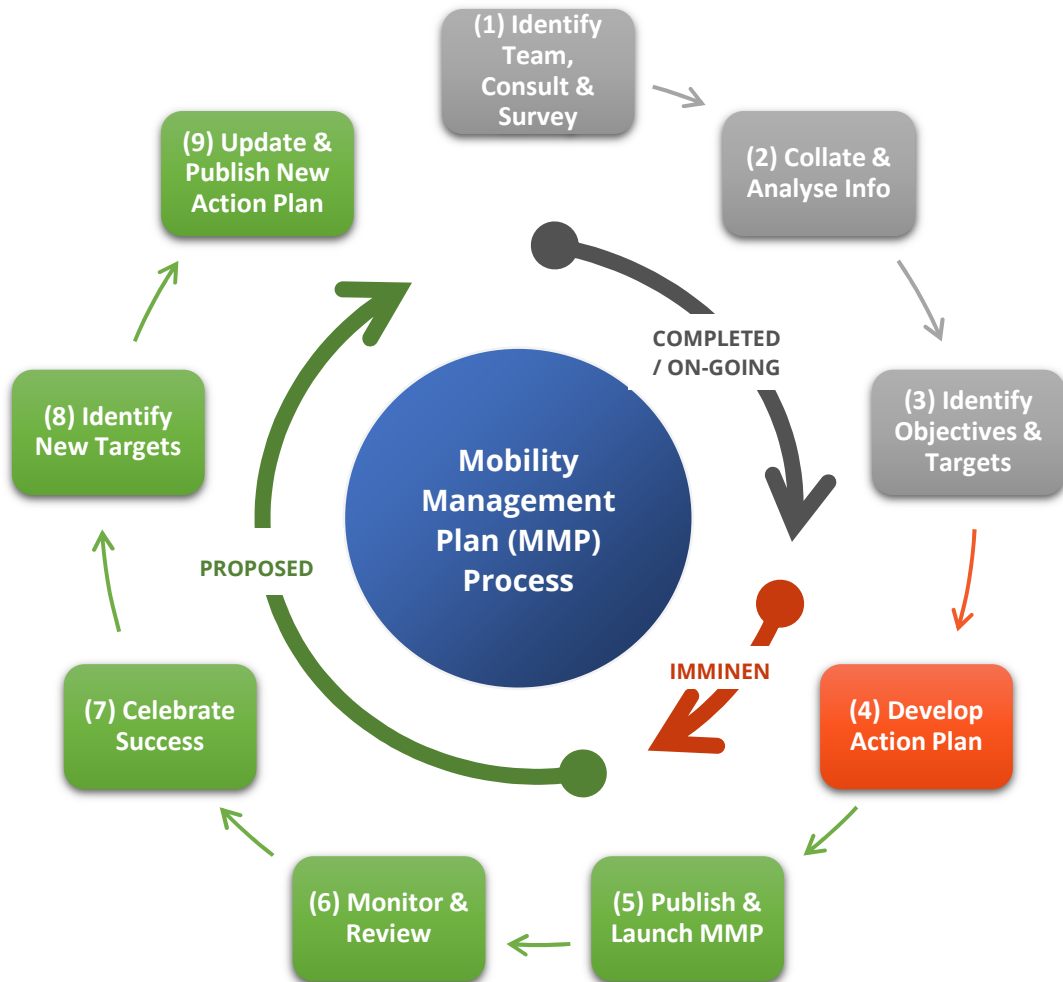 (1) Identify
Team,
Consult &
Survey
(2) Collate &
Analyse Info
(3) Identify
Objectives &
Targets
(4) Develop
Action Plan
(5) Publish &
Launch MMP
(6) Monitor &
Review
(7) Celebrate
Success
(8) Identify
New Targets
(9) Update &
Publish New
Action Plan
COMPLETED
/ ON-GOING
IMMINEN
PROPOSED
Mobility
Management
Plan (MMP)
Process